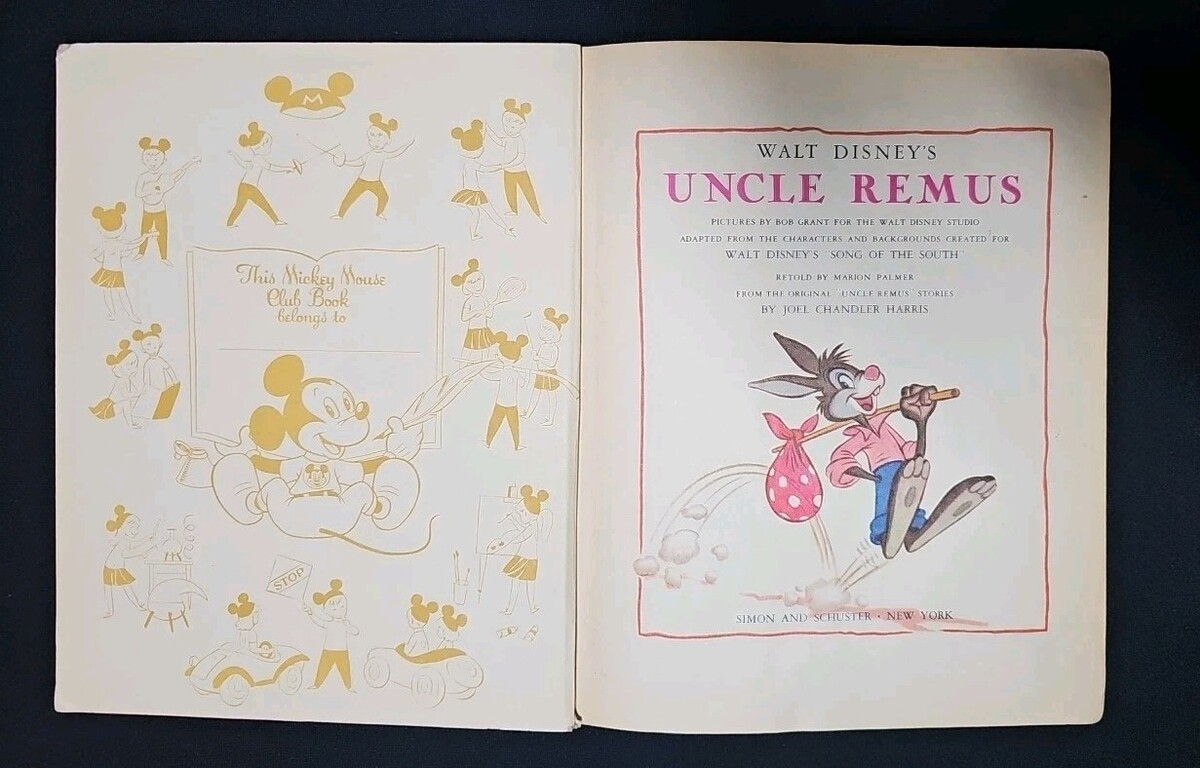 M
This Mickey Mouse
Club Book
belongs to
STOP
WALT DISNEY'S
UNCLE REMUS
PICTURES BY BOB GRANT FOR THE WALT DISNEY STUDIO
ADAPTED FROM THE CHARACTERS AND BACKGROUNDS CREATED FOR
WALT DISNEY'S "SONG OF THE SOUTH"
RETOLD BY MARION PALMER
FROM THE ORIGINAL "UNCLE REMUS" STORIES
BY JOEL CHANDLER HARRIS
SIMON AND SCHUSTER • NEW YORK